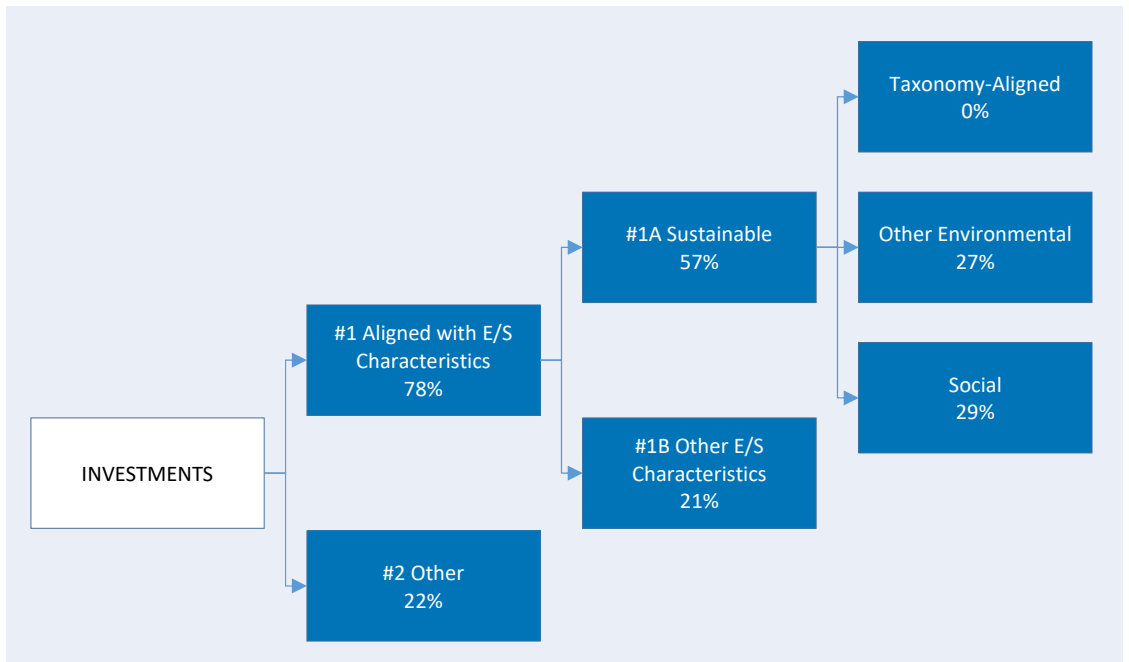 INVESTMENTS
#1 Aligned with E/S
Characteristics
78%
#2 Other
22%
#1A Sustainable
57%
#1B Other E/S
Characteristics
21%
Taxonomy-Aligned
0%
Other Environmental
27%
Social
29%